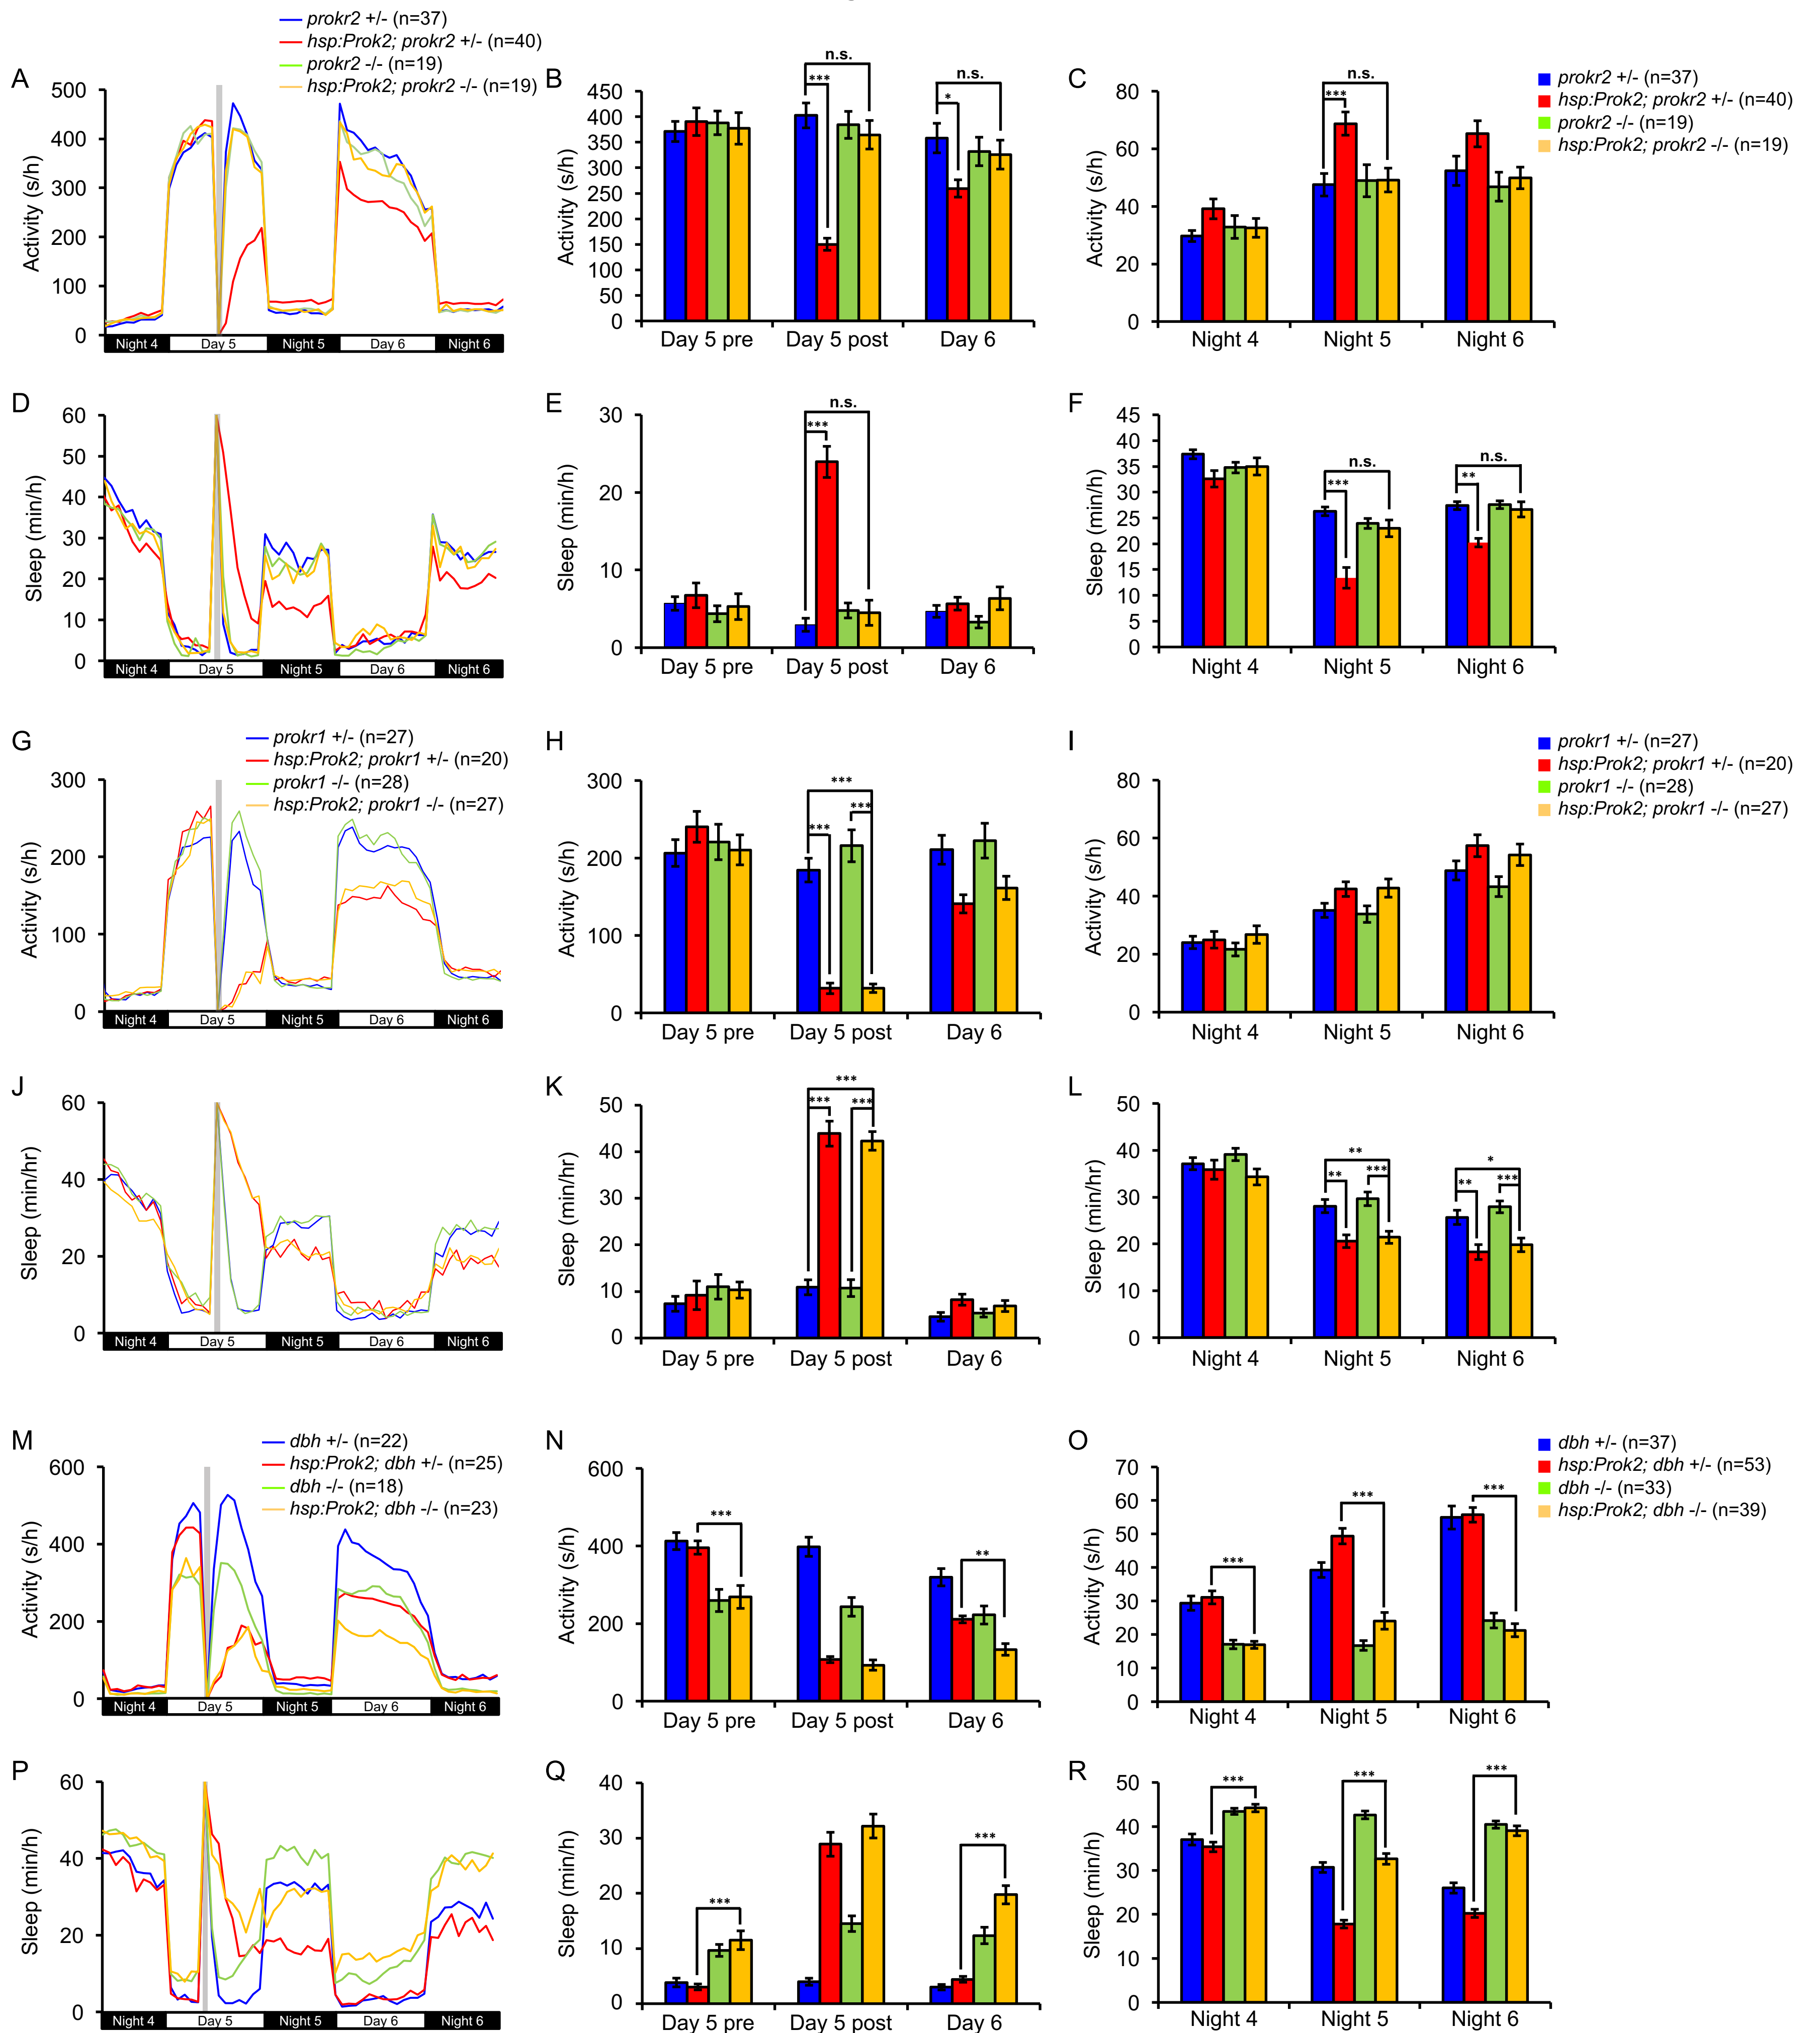 prokr2 +/- (n=37)
hsp:Prok2; prokr2 +/- (n=40)
prokr2 -/- (n=19)
hsp:Prok2; prokr2 -/- (n=19)
A
500
400
300
200
100
0
Activity (s/h)
Night 4 Day 5 Night 5 Day 6 Night 6
B
450
400
350
300
250
200
150
100
50
0
Activity (s/h)
n.s.
***
n.s.
*
Day 5 pre Day 5 post Day 6
C
80
60
40
20
0
Activity (s/h)
n.s.
***
Night 4 Night 5 Night 6
prokr2 +/- (n=37)
hsp:Prok2; prokr2 +/- (n=40)
prokr2 -/- (n=19)
hsp:Prok2; prokr2 -/- (n=19)
D
60
50
40
30
20
10
0
Sleep (min/h)
Night 4 Day 5 Night 5 Day 6 Night 6
E
30
20
10
0
Sleep (min/h)
n.s.
***
Day 5 pre Day 5 post Day 6
F
45
40
35
30
25
20
15
10
5
0
Sleep (min/h)
n.s.
***
n.s.
**
Night 4 Night 5 Night 6
G
prokr1 +/- (n=27)
hsp:Prok2; prokr1 +/- (n=20)
prokr1 -/- (n=28)
hsp:Prok2; prokr1 -/- (n=27)
300
200
100
0
Activity (s/h)
Night 4 Day 5 Night 5 Day 6 Night 6
H
300
200
100
0
Activity (s/h)
***
***
***
Day 5 pre Day 5 post Day 6
I
80
60
40
20
0
Activity (s/h)
Night 4 Night 5 Night 6
prokr1 +/- (n=27)
hsp:Prok2; prokr1 +/- (n=20)
prokr1 -/- (n=28)
hsp:Prok2; prokr1 -/- (n=27)
J
60
40
20
0
Sleep (min/hr)
Night 4 Day 5 Night 5 Day 6 Night 6
K
50
40
30
20
10
0
Sleep (min/hr)
***
*** ***
Day 5 pre Day 5 post Day 6
L
50
40
30
20
10
0
Sleep (min/hr)
**
** ***
*
** ***
Night 4 Night 5 Night 6
M
dbh +/- (n=22)
hsp:Prok2; dbh +/- (n=25)
dbh -/- (n=18)
hsp:Prok2; dbh -/- (n=23)
600
400
200
0
Activity (s/h)
Night 4 Day 5 Night 5 Day 6 Night 6
N
600
400
200
0
Activity (s/h)
***
**
Day 5 pre Day 5 post Day 6
O
70
60
50
40
30
20
10
0
Activity (s/h)
***
***
***
Night 4 Night 5 Night 6
dbh +/- (n=37)
hsp:Prok2; dbh +/- (n=53)
dbh -/- (n=33)
hsp:Prok2; dbh -/- (n=39)
P
60
40
20
0
Sleep (min/h)
Night 4 Day 5 Night 5 Day 6 Night 6
Q
40
30
20
10
0
Sleep (min/h)
***
***
Day 5 pre Day 5 post Day 6
R
50
40
30
20
10
0
Sleep (min/h)
***
***
***
Night 4 Night 5 Night 6